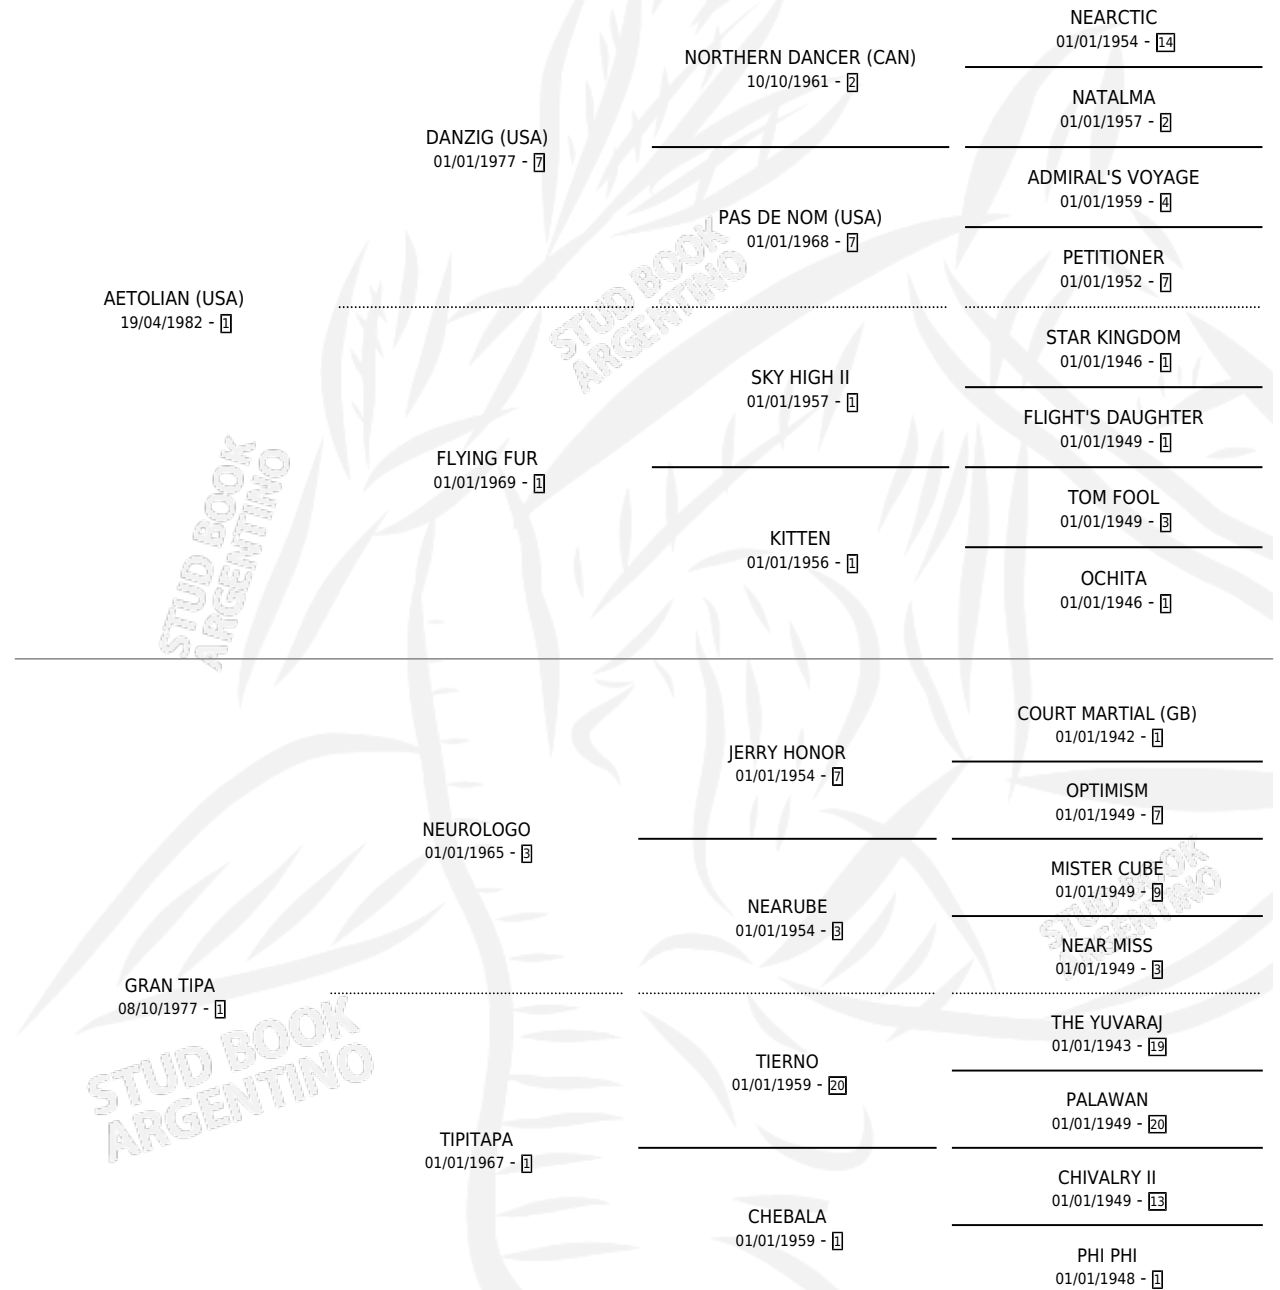 NEARCTIC
01/01/1954 - 14
NORTHERN DANCER (CAN)
10/10/1961 - 2
NATALMA
01/01/1957 - 2
DANZIG (USA)
01/01/1977 - 7
ADMIRAL'S VOYAGE
01/01/1959 - 4
PAS DE NOM (USA)
01/01/1968 - 7
PETITIONER
01/01/1952 - 7
AETOLIAN (USA)
19/04/1982 - 1
STAR KINGDOM
01/01/1946 - 1
SKY HIGH II
01/01/1957 - 1
FLIGHT'S DAUGHTER
01/01/1949 - 1
FLYING FUR
01/01/1969 - 1
TOM FOOL
01/01/1949 - 3
KITTEN
01/01/1956 - 1
OCHITA
01/01/1946 - 1
COURT MARTIAL (GB)
01/01/1942 - 1
JERRY HONOR
01/01/1954 - 7
OPTIMISM
01/01/1949 - 7
NEUROLOGO
01/01/1965 - 3
MISTER CUBE
01/01/1949 - 9
NEARUBE
01/01/1954 - 3
NEAR MISS
01/01/1949 - 3
GRAN TIPA
08/10/1977 - 1
THE YUVARAJ
01/01/1943 - 19
TIERNO
01/01/1959 - 20
PALAWAN
01/01/1949 - 20
TIPITAPA
01/01/1967 - 1
CHIVALRY II
01/01/1949 - 13
CHEBALA
01/01/1959 - 1
PHI PHI
01/01/1948 - 1
STUD BOOK
ARGENTINO
STUD BOOK
ARGENTINO
STUD BOOK
ARGENTINO
STUD BOOK
ARGENTINO